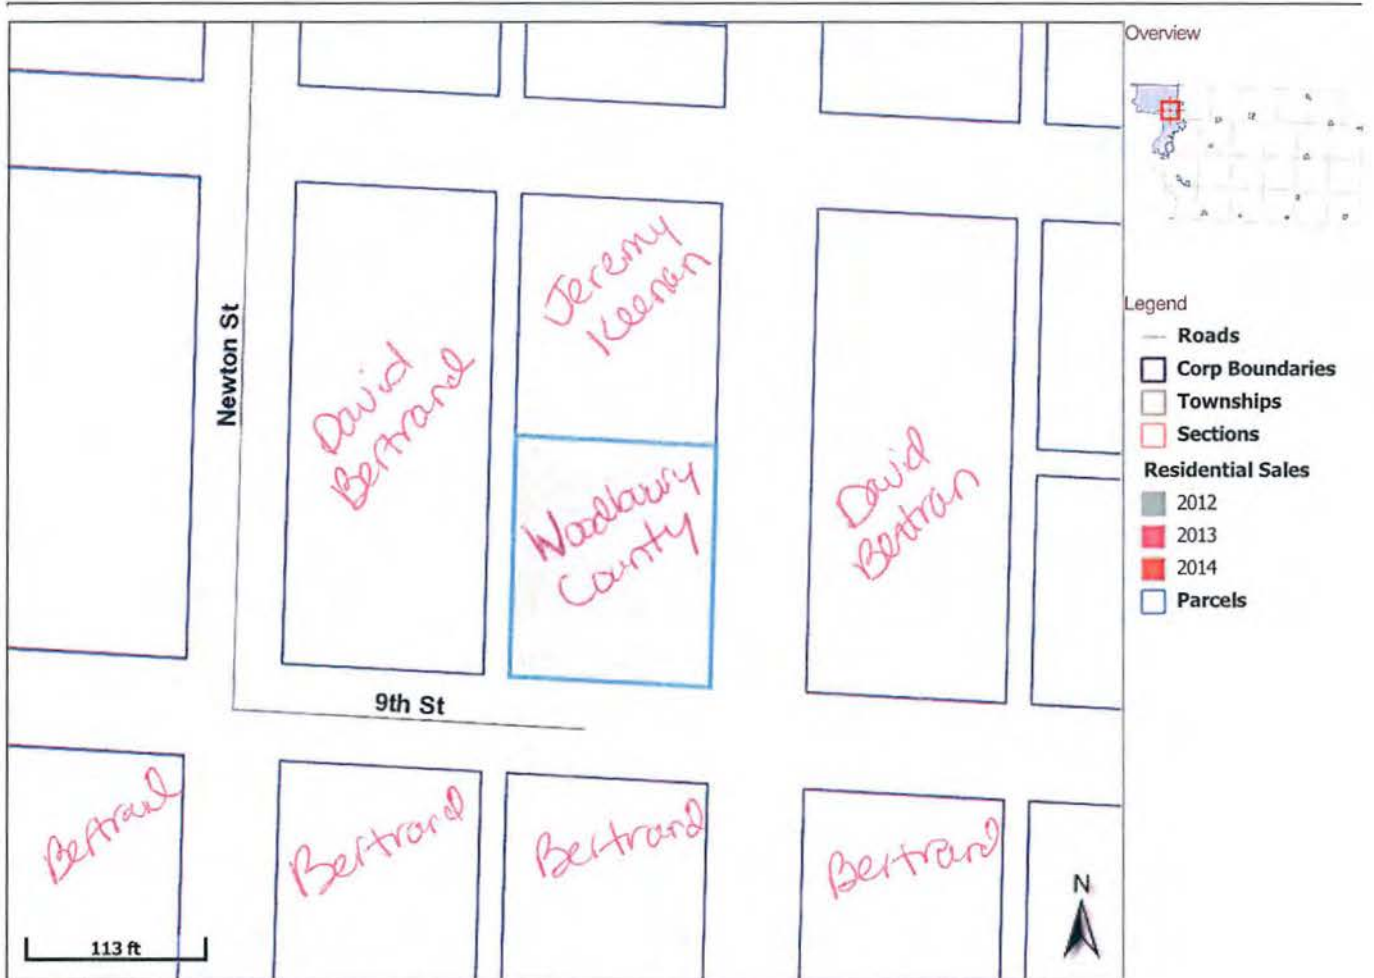 Overview
Legend
Roads
Corp Boundaries
Townships
Sections
Residential Sales
2012
2013
2014
Parcels
Newton St
Jeremy
Keenan
David
Bertrand
Woodbury
County
David
Bertran
9th St
Bertrand
Bertrand
Bertrand
Bertrand
113 ft
N